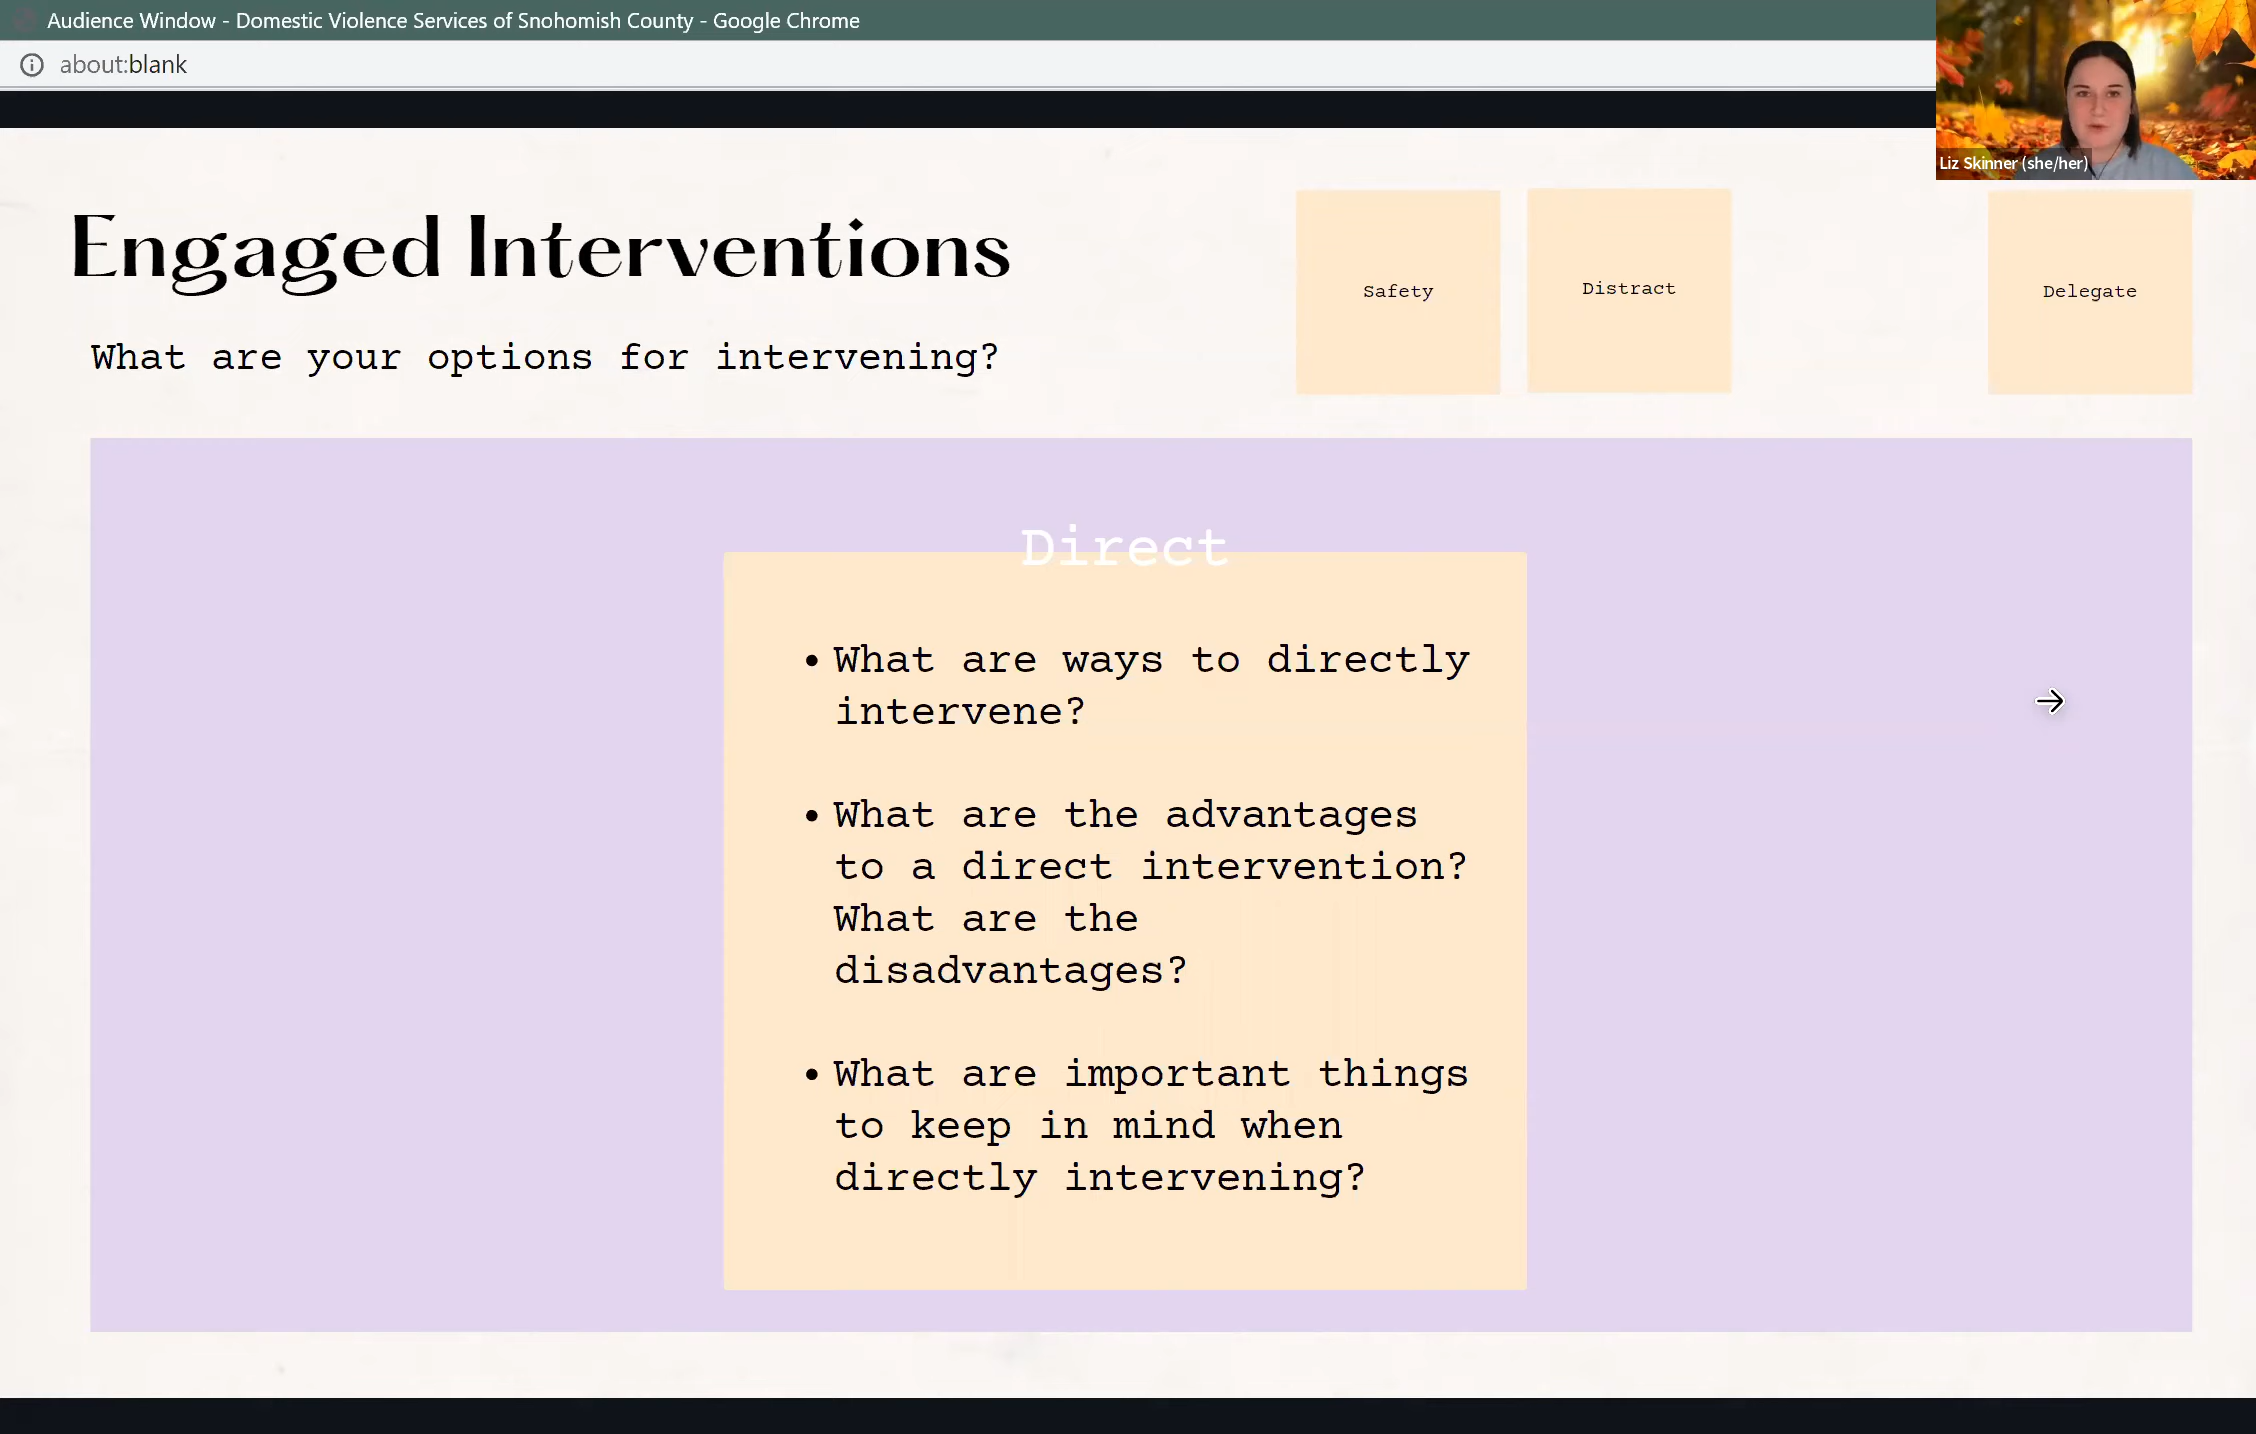 Audience Window - Domestic Violence Services of Snohomish County - Google Chrome
about:blank
Liz Skinner (she/her)
Engaged Interventions
What are your options for intervening?
Safety
Distract
Delegate
Direct
• What are ways to directly
intervene?
• What are the advantages
to a direct intervention?
What are the
disadvantages?
• What are important things
to keep in mind when
directly intervening?